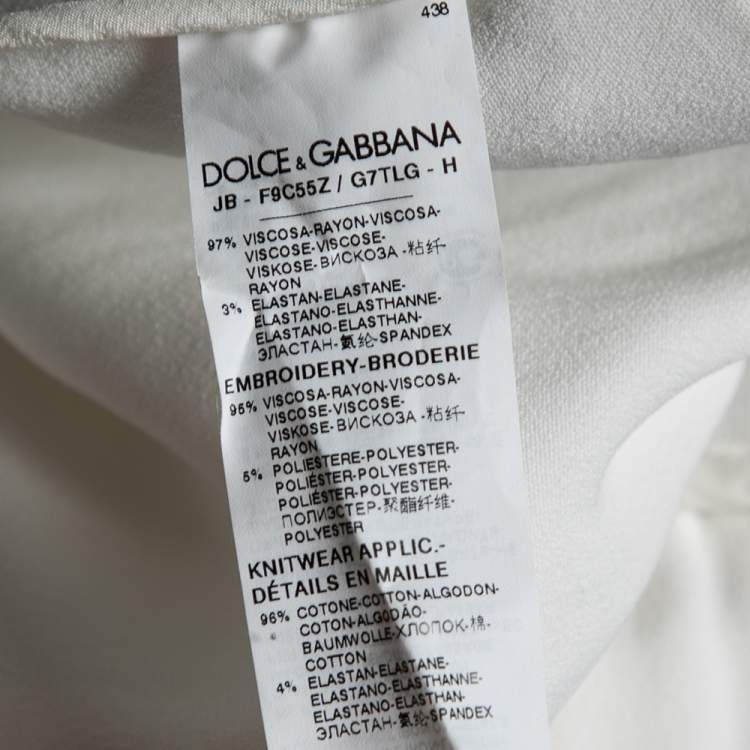 438
DOLCE & GABBANA
JB - F9C55Z / G7TLG - H
97% VISCOSA-RAYON-VISCOSA-
VISCOSE-VISCOSE-
VISKOSE-ВИСКОЗА -粘纤-
RAYON
3% ELASTAN-ELASTANE-
ELASTANO-ELASTHANNE-
ELASTANO-ELASTHAN-
ЭЛАСТАН-氨纶-SPANDEX
EMBROIDERY-BRODERIE
95% VISCOSA-RAYON-VISCOSA-
VISCOSE-VISCOSE-
VISKOSE-ВИСКОЗА -粘纤-
RAYON
5% POLIESTERE-POLYESTER-
POLIÉSTER-POLYESTER-
POLIÉSTER-POLYESTER-
ПОЛИЭСТЕР-聚酯纤维-
POLYESTER
KNITWEAR APPLIC.-
DÉTAILS EN MAILLE
96% COTONE-COTTON-ALGODON-
COTON-ALGODÃO-
BAUMWOLLE-ХЛОПОК-棉-
COTTON
4% ELASTAN-ELASTANE-
ELASTANO-ELASTHANNE-
ELASTANO-ELASTHAN-
ЭЛАСТАН-氨纶-SPANDEX